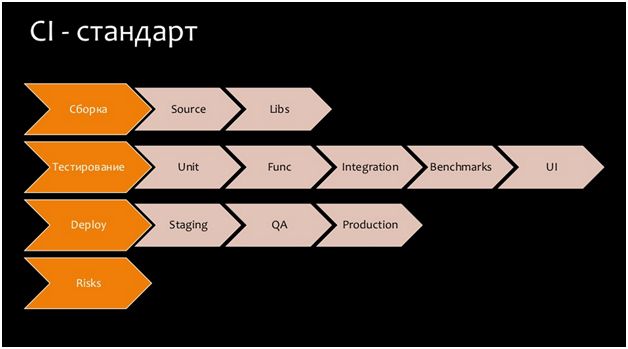 CI - стандарт
Сборка Source Libs
Тестирование Unit Func Integration Benchmarks UI
Deploy Staging QA Production
Risks